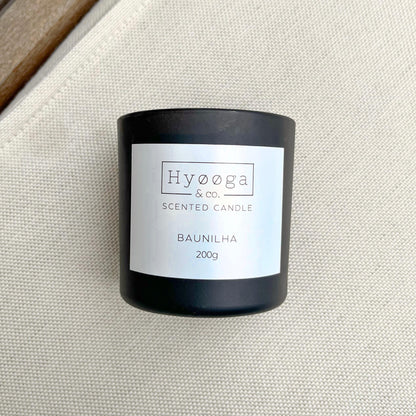 Hyøøga
& co.
SCENTED CANDLE
BAUNILHA
200g